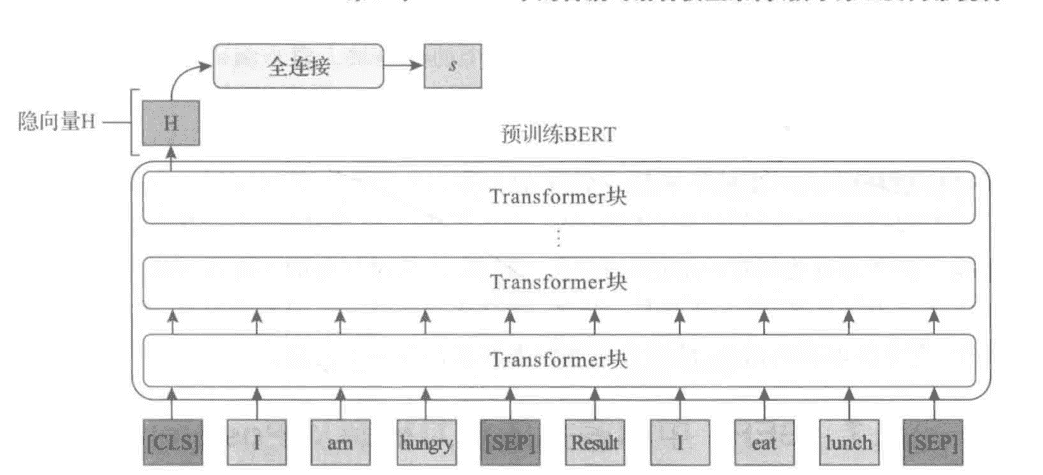 全连接
s
隐向量H
H
预训练BERT
Transformer块
⋮
Transformer块
Transformer块
[CLS] I am hungry [SEP] Result I eat lunch [SEP]